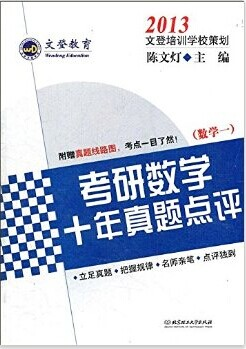 2013
文登教育
Wendeng Education
文登培训学校策划
陈文灯◆主编
附赠真题线路图，考点一目了然！
(数学一)
考研数学
十年真题点评
◆立足真题◆把握规律◆名师亲笔◆点评独到
北京理工大学出版社